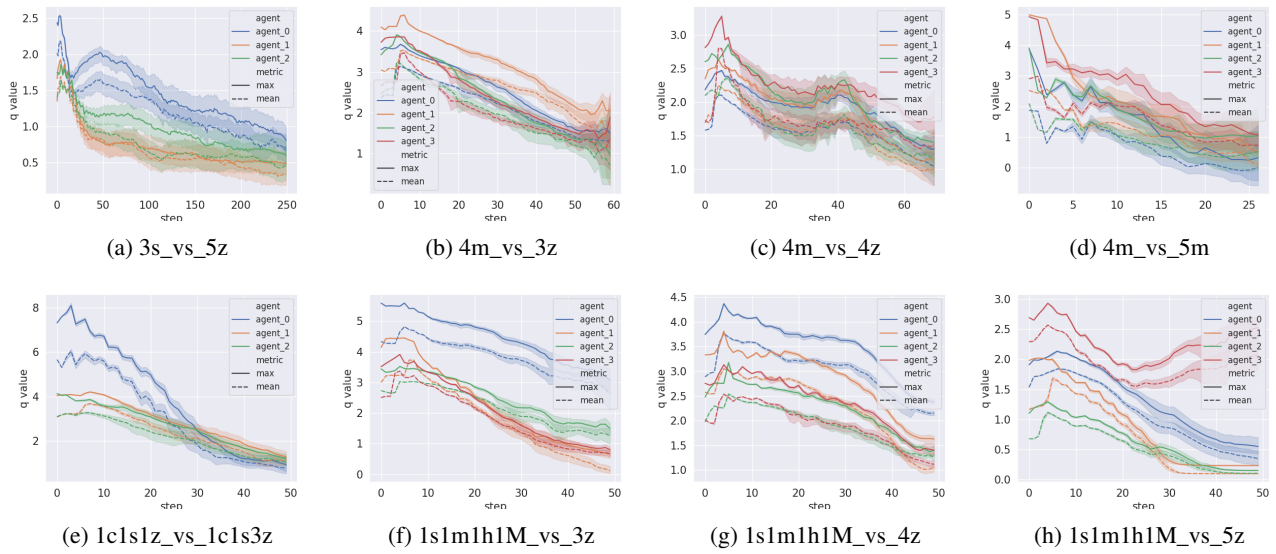 agent
agent_0
agent_1
agent_2
metric
max
mean
q value
2.5
2.0
1.5
1.0
0.5
0 50 100 150 200 250
step
(a) 3s_vs_5z
agent
agent_0
agent_1
agent_2
agent_3
metric
max
mean
q value
4
3
2
1
0 10 20 30 40 50 60
step
(b) 4m_vs_3z
agent
agent_0
agent_1
agent_2
agent_3
metric
max
mean
q value
3.0
2.5
2.0
1.5
1.0
0 20 40 60
step
(c) 4m_vs_4z
agent
agent_0
agent_1
agent_2
agent_3
metric
max
mean
q value
5
4
3
2
1
0
0 5 10 15 20 25
step
(d) 4m_vs_5m
agent
agent_0
agent_1
agent_2
metric
max
mean
q value
8
6
4
2
0 10 20 30 40 50
step
(e) 1c1s1z_vs_1c1s3z
agent
agent_0
agent_1
agent_2
agent_3
metric
max
mean
q value
5
4
3
2
1
0
0 10 20 30 40 50
step
(f) 1s1m1h1M_vs_3z
agent
agent_0
agent_1
agent_2
agent_3
metric
max
mean
q value
4.5
4.0
3.5
3.0
2.5
2.0
1.5
1.0
0 10 20 30 40 50
step
(g) 1s1m1h1M_vs_4z
agent
agent_0
agent_1
agent_2
agent_3
metric
max
mean
q value
3.0
2.5
2.0
1.5
1.0
0.5
0.0
0 10 20 30 40 50
step
(h) 1s1m1h1M_vs_5z